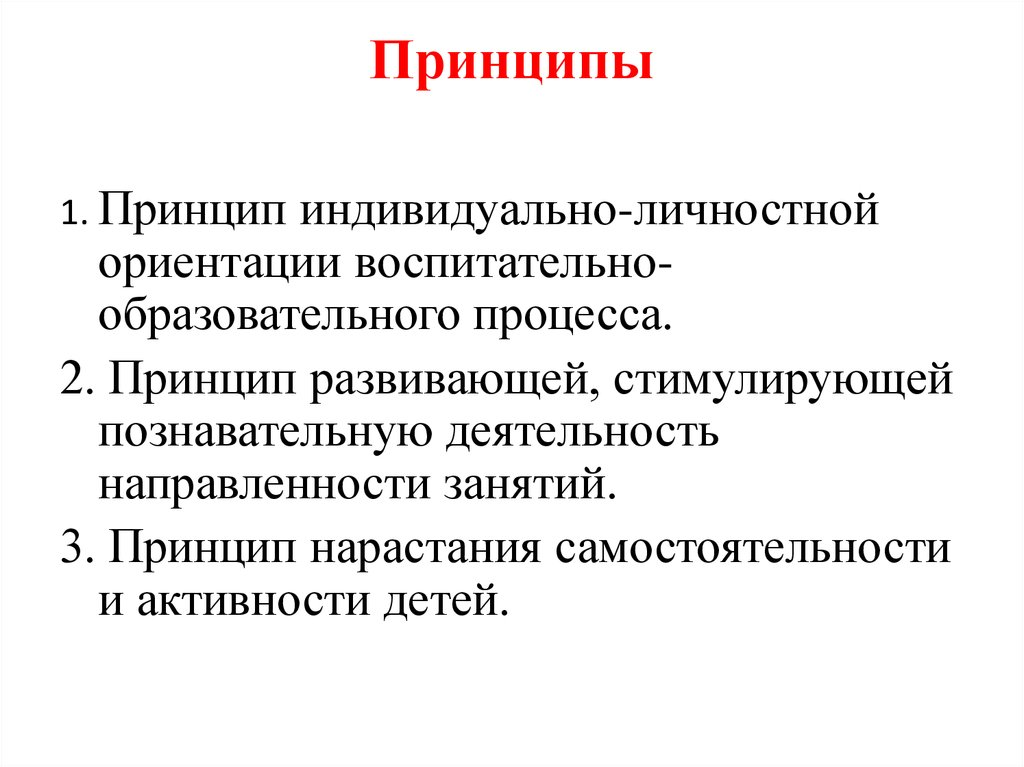 Принципы
1. Принцип индивидуально-личностной
ориентации воспитательно-
образовательного процесса.
2. Принцип развивающей, стимулирующей
познавательную деятельность
направленности занятий.
3. Принцип нарастания самостоятельности
и активности детей.